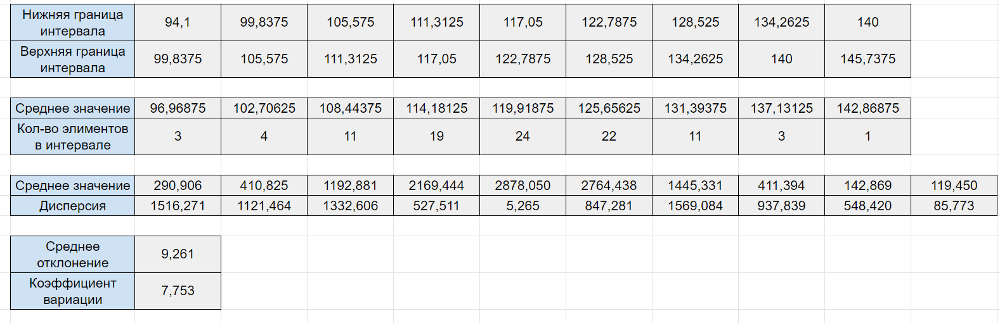 Нижняя граница
интервала
94,1 99,8375 105,575 111,3125 117,05 122,7875 128,525 134,2625 140
Верхняя граница
интервала
99,8375 105,575 111,3125 117,05 122,7875 128,525 134,2625 140 145,7375
Среднее значение 96,96875 102,70625 108,44375 114,18125 119,91875 125,65625 131,39375 137,13125 142,86875
Кол-во элиментов
в интервале
3 4 11 19 24 22 11 3 1
Среднее значение 290,906 410,825 1192,881 2169,444 2878,050 2764,438 1445,331 411,394 142,869 119,450
Дисперсия 1516,271 1121,464 1332,606 527,511 5,265 847,281 1569,084 937,839 548,420 85,773
Среднее
отклонение
9,261
Коэффициент
вариации
7,753